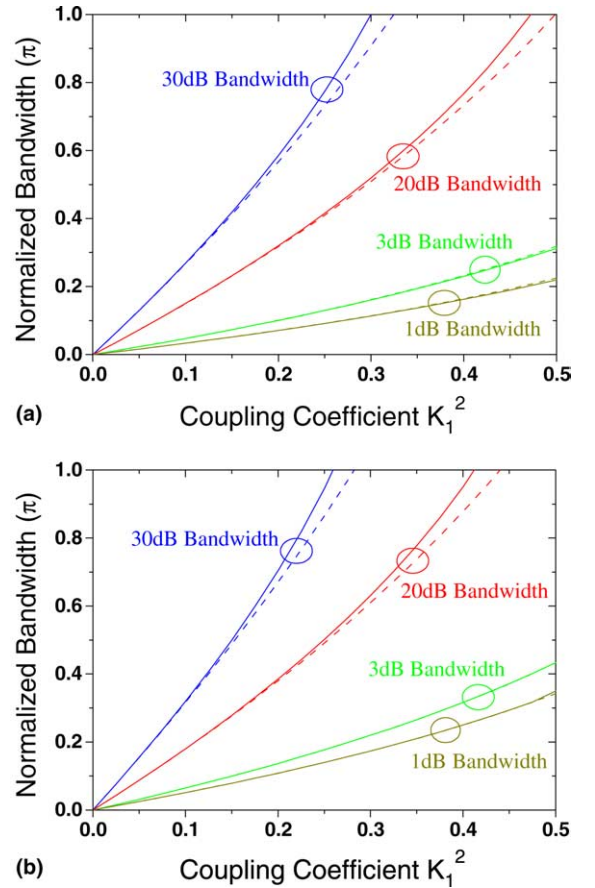 1.0
0.8
0.6
0.4
0.2
0.0
Normalized Bandwidth (π)
30dB Bandwidth
20dB Bandwidth
3dB Bandwidth
1dB Bandwidth
0.0 0.1 0.2 0.3 0.4 0.5
(a) Coupling Coefficient K₁²
1.0
0.8
0.6
0.4
0.2
0.0
Normalized Bandwidth (π)
30dB Bandwidth
20dB Bandwidth
3dB Bandwidth
1dB Bandwidth
0.0 0.1 0.2 0.3 0.4 0.5
(b) Coupling Coefficient K₁²